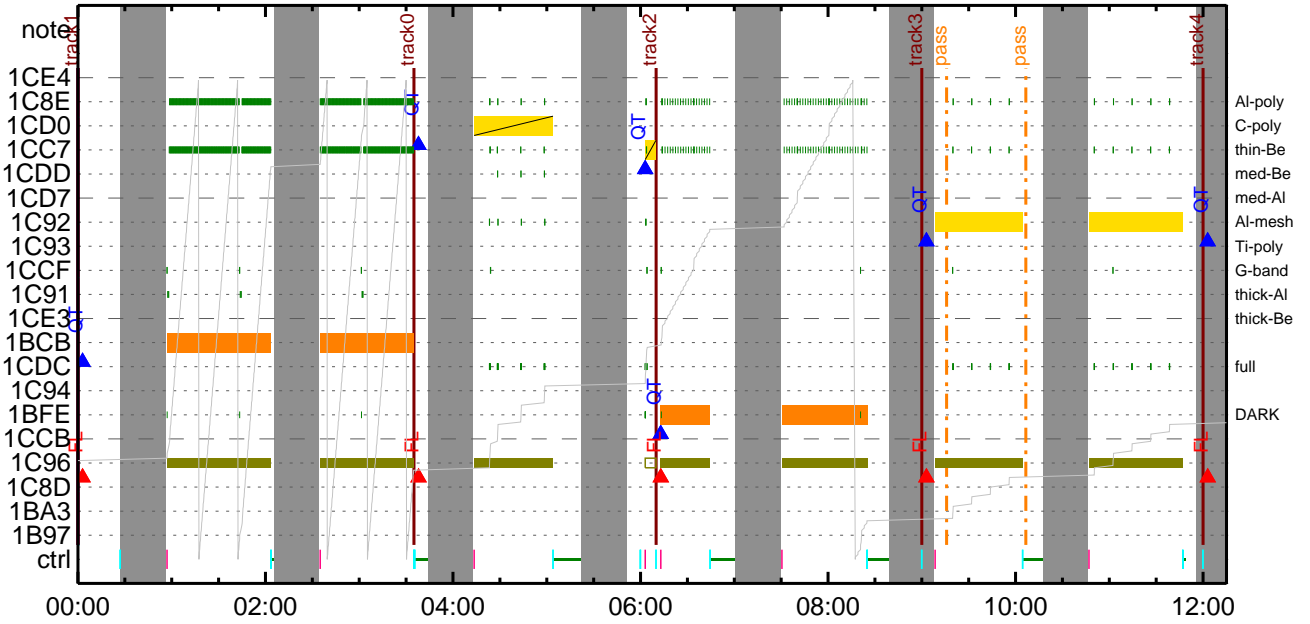 note
track1
track0
track2
track3
pass
pass
track4
1CE4
1C8E QT Al-poly
1CD0 QT C-poly
1CC7 thin-Be
1CDD med-Be
1CD7 QT QT med-Al
1C92 Al-mesh
1C93 Ti-poly
1CCF G-band
1C91 thick-Al
1CE3 QT thick-Be
1BCB
1CDC full
1C94 QT
1BFE DARK
1CCB FL FL FL FL FL
1C96
1C8D
1BA3
1B97
ctrl
00:00 02:00 04:00 06:00 08:00 10:00 12:00